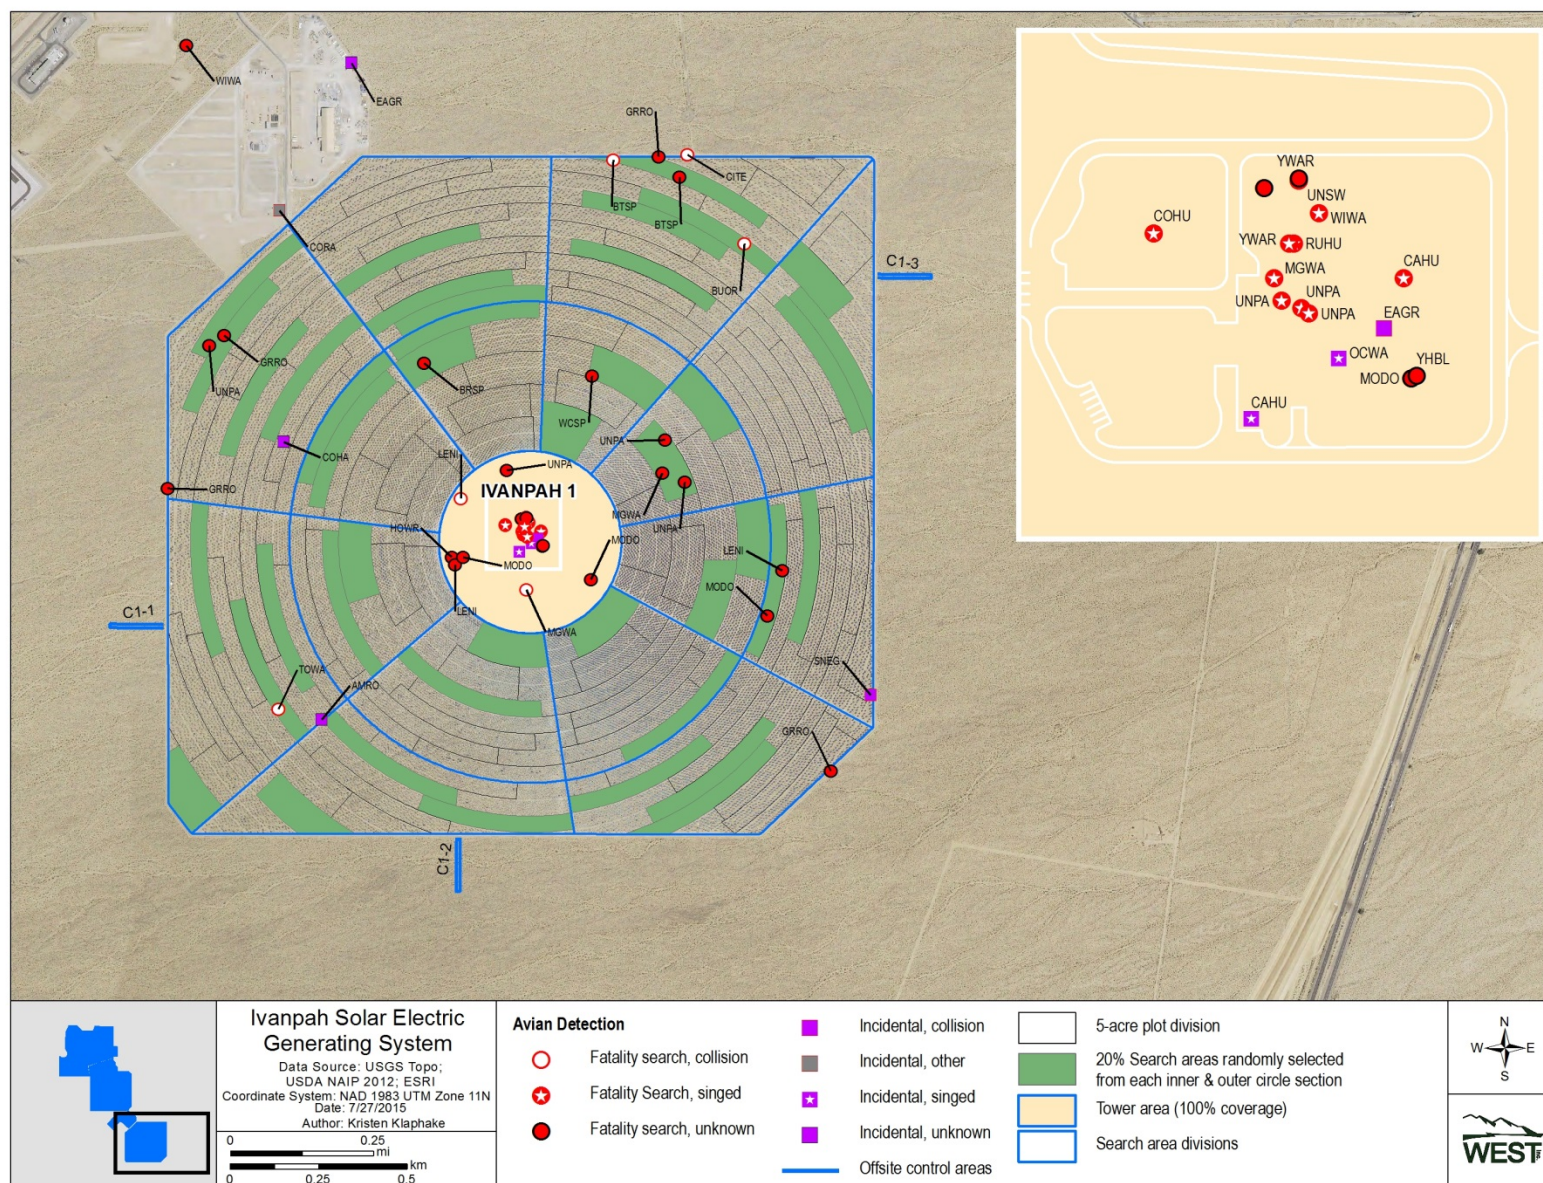 WIWA
EAGR
GRRO
CITE
BTSP
BTSP
CORA
BUOR
C1-3
GRRO
UNPA
BRSP
WCSP
COHA
LENI
UNPA
UNPA
GRRO
IVANPAH 1
MGWA
UNPA
HOWR
MODO
LENI
MODO
MODO
LENI
MGWA
C1-1
TOWA
AMRO
SNEG
GRRO
C1-2
YWAR
UNSW
WIWA
COHU
YWAR
RUHU
MGWA
CAHU
UNPA
UNPA
UNPA
EAGR
OCWA
YHBL
MODO
CAHU
Ivanpah Solar Electric
Generating System
Data Source: USGS Topo;
USDA NAIP 2012; ESRI
Coordinate System: NAD 1983 UTM Zone 11N
Date: 7/27/2015
Author: Kristen Klaphake
0 0.25
mi
km
0 0.25 0.5
Avian Detection
Fatality search, collision
Fatality Search, singed
Fatality search, unknown
Incidental, collision
Incidental, other
Incidental, singed
Incidental, unknown
Offsite control areas
5-acre plot division
20% Search areas randomly selected
from each inner & outer circle section
Tower area (100% coverage)
Search area divisions
N
W E
S
WEST Inc.